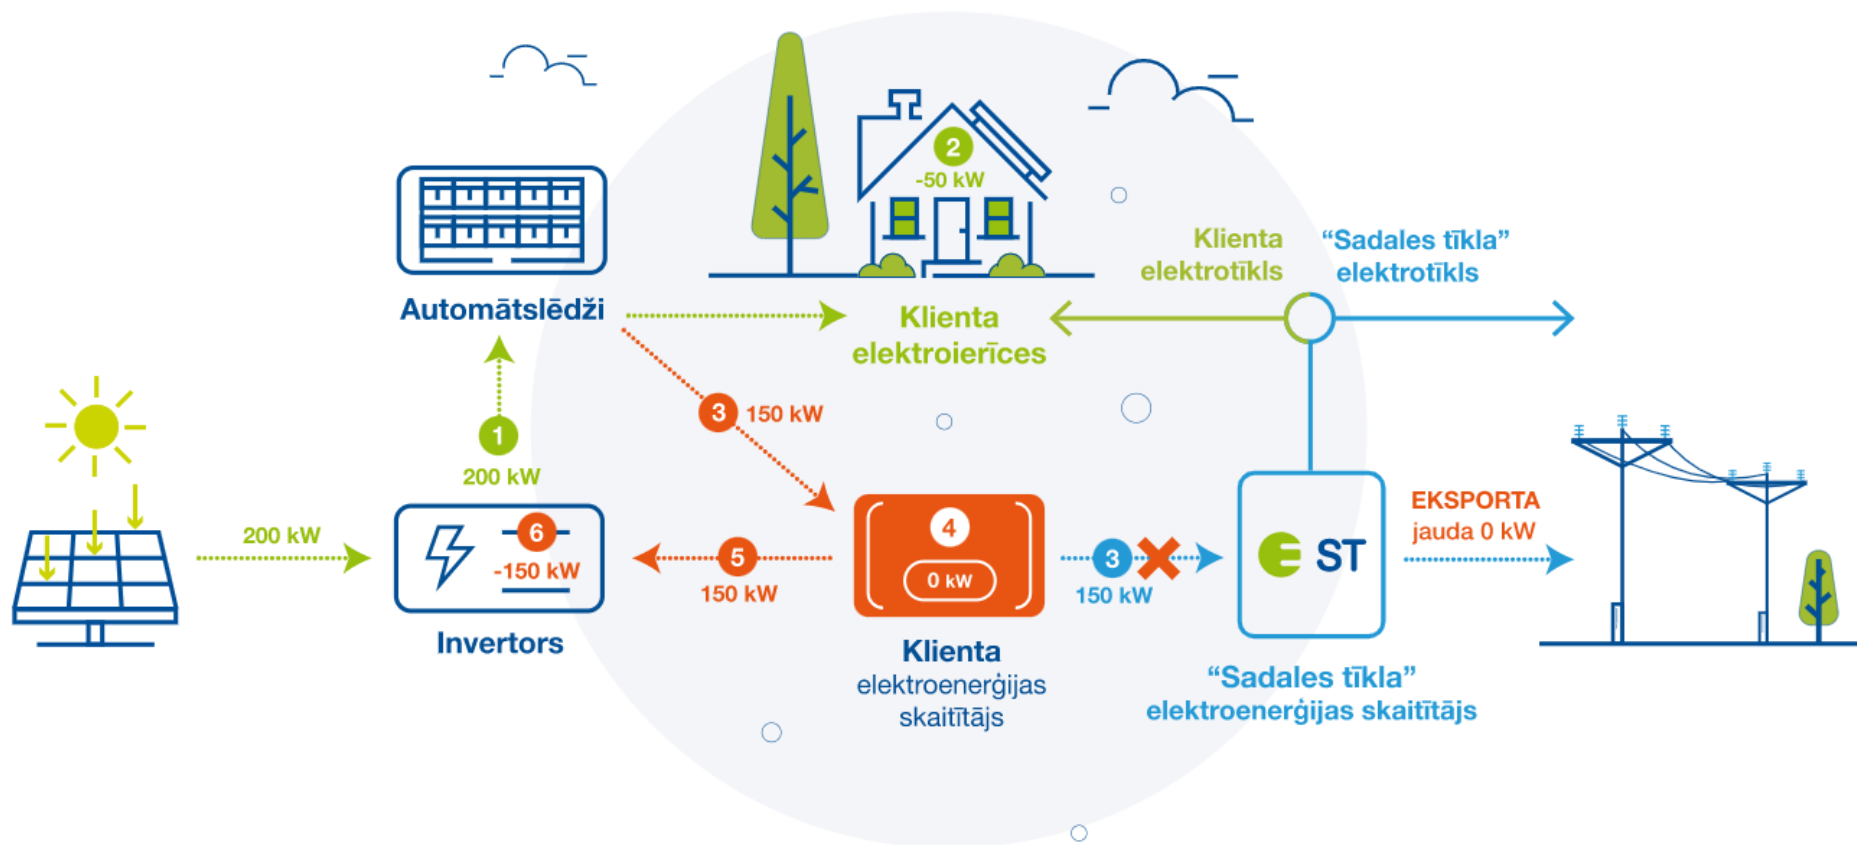 2
-50 kW
Klienta
elektrotīkls
“Sadales tīkla”
elektrotīkls
Automātslēdži
Klienta
elektroierīces
3
150 kW
1
200 kW
200 kW
6
-150 kW
Invertors
5
150 kW
4
0 kW
Klienta
elektroenerģijas
skaitītājs
3
150 kW
ST
“Sadales tīkla”
elektroenerģijas skaitītājs
EKSPORTA
jauda 0 kW